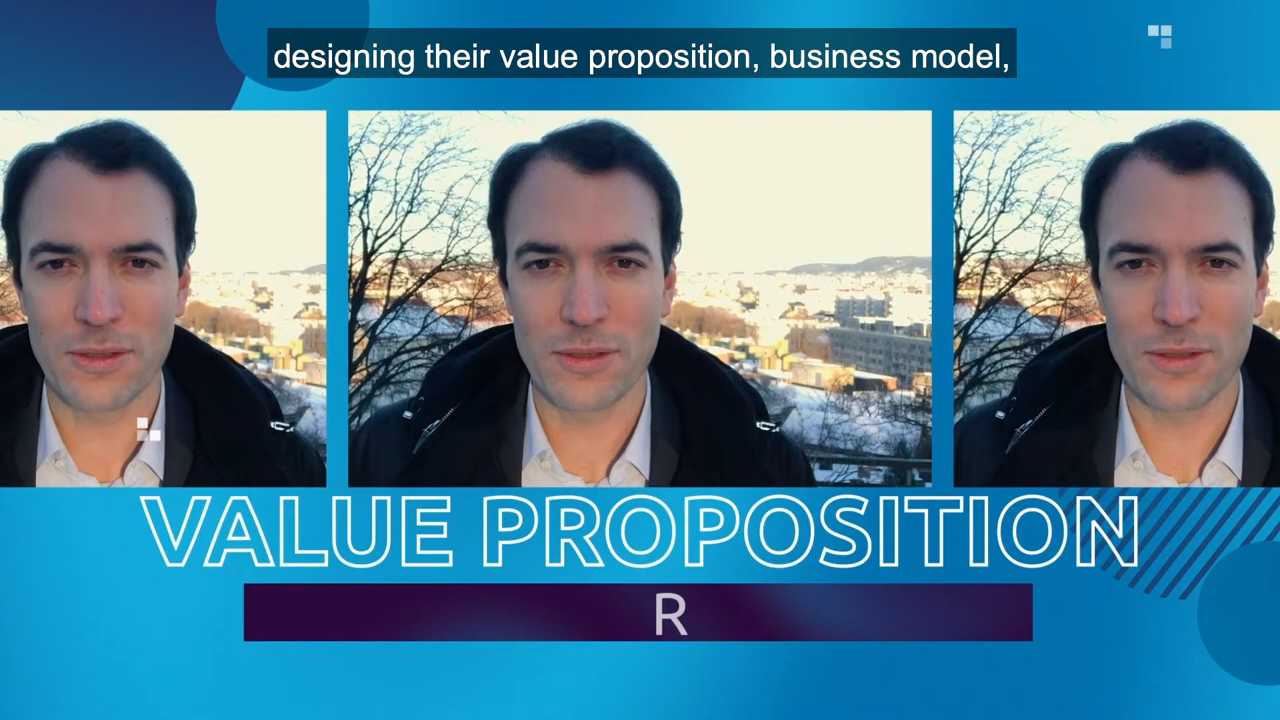 designing their value proposition, business model,
VALUE PROPOSITION
R